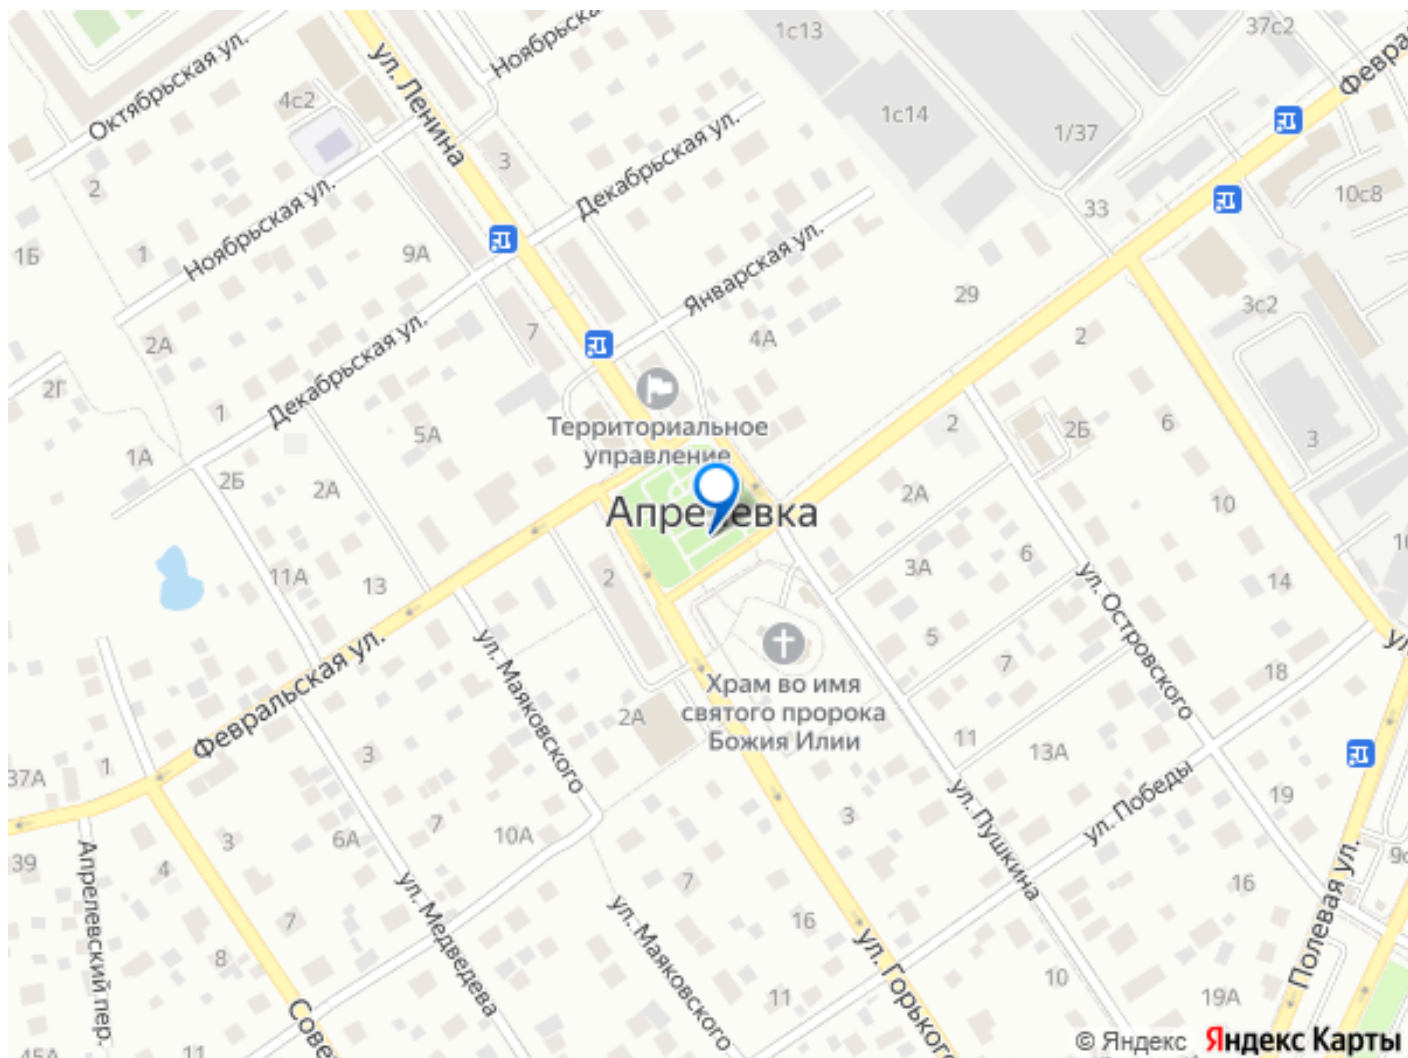 1с13
37с2
ул. Ленина
Ноябрьская ул.
Октябрьская ул.
4с2
1с14
1/37
3
Декабрьская ул.
2
Ноябрьская ул.
33
10с8
1Б
1
9А
Январская ул.
29
3с2
2А
7
4А
2
2Г
Декабрьская ул.
1
5А
Территориальное
управление
2
2Б
6
3
1А
2Б
2А
2А
10
Апрелевка
11А
13
2
3А
6
14
ул. Островского
Февральская ул.
ул. Маяковского
5
7
18
Храм во имя
святого пророка
Божия Илии
2А
11
13А
37А
1
3
ул. Пушкина
ул. Победы
19
39
Апрелевский пер.
4
3
6А
7
10А
3
9с
Полевая ул.
7
8
ул. Медведева
7
ул. Маяковского
16
ул. Горького
16
10
19А
11
45А
11
© Яндекс
Яндекс Карты